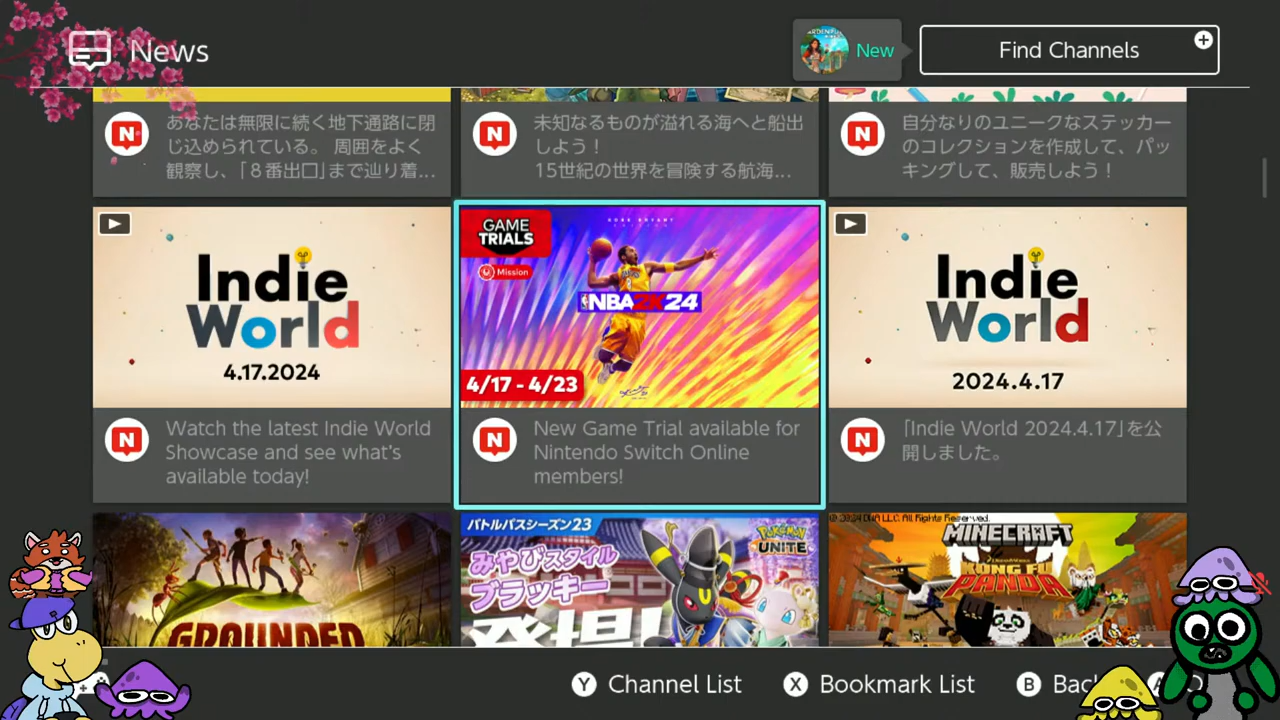 News
New
Find Channels
あなたは無限に続く地下通路に閉
じ込められている。 周囲をよく
観察し、「８番出口」まで辿り着...
未知なるものが溢れる海へと船出
しよう！
15世紀の世界を冒険する航海...
自分なりのユニークなステッカー
のコレクションを作成して、パッ
キングして、販売しよう！
Indie
World
4.17.2024
GAME
TRIALS
Mission
KOBE BRYANT
EDITION
NBA 2K24
4/17 - 4/23
Indie
World
2024.4.17
Watch the latest Indie World
Showcase and see what's
available today!
New Game Trial available for
Nintendo Switch Online
members!
「Indie World 2024.4.17」を公
開しました。
GROUNDED
バトルパスシーズン23
みやびスタイル
ブラッキー
登場!
POKÉMON
UNITE
MINECRAFT
KUNG FU
PANDA
Y Channel List
X Bookmark List
B Bac